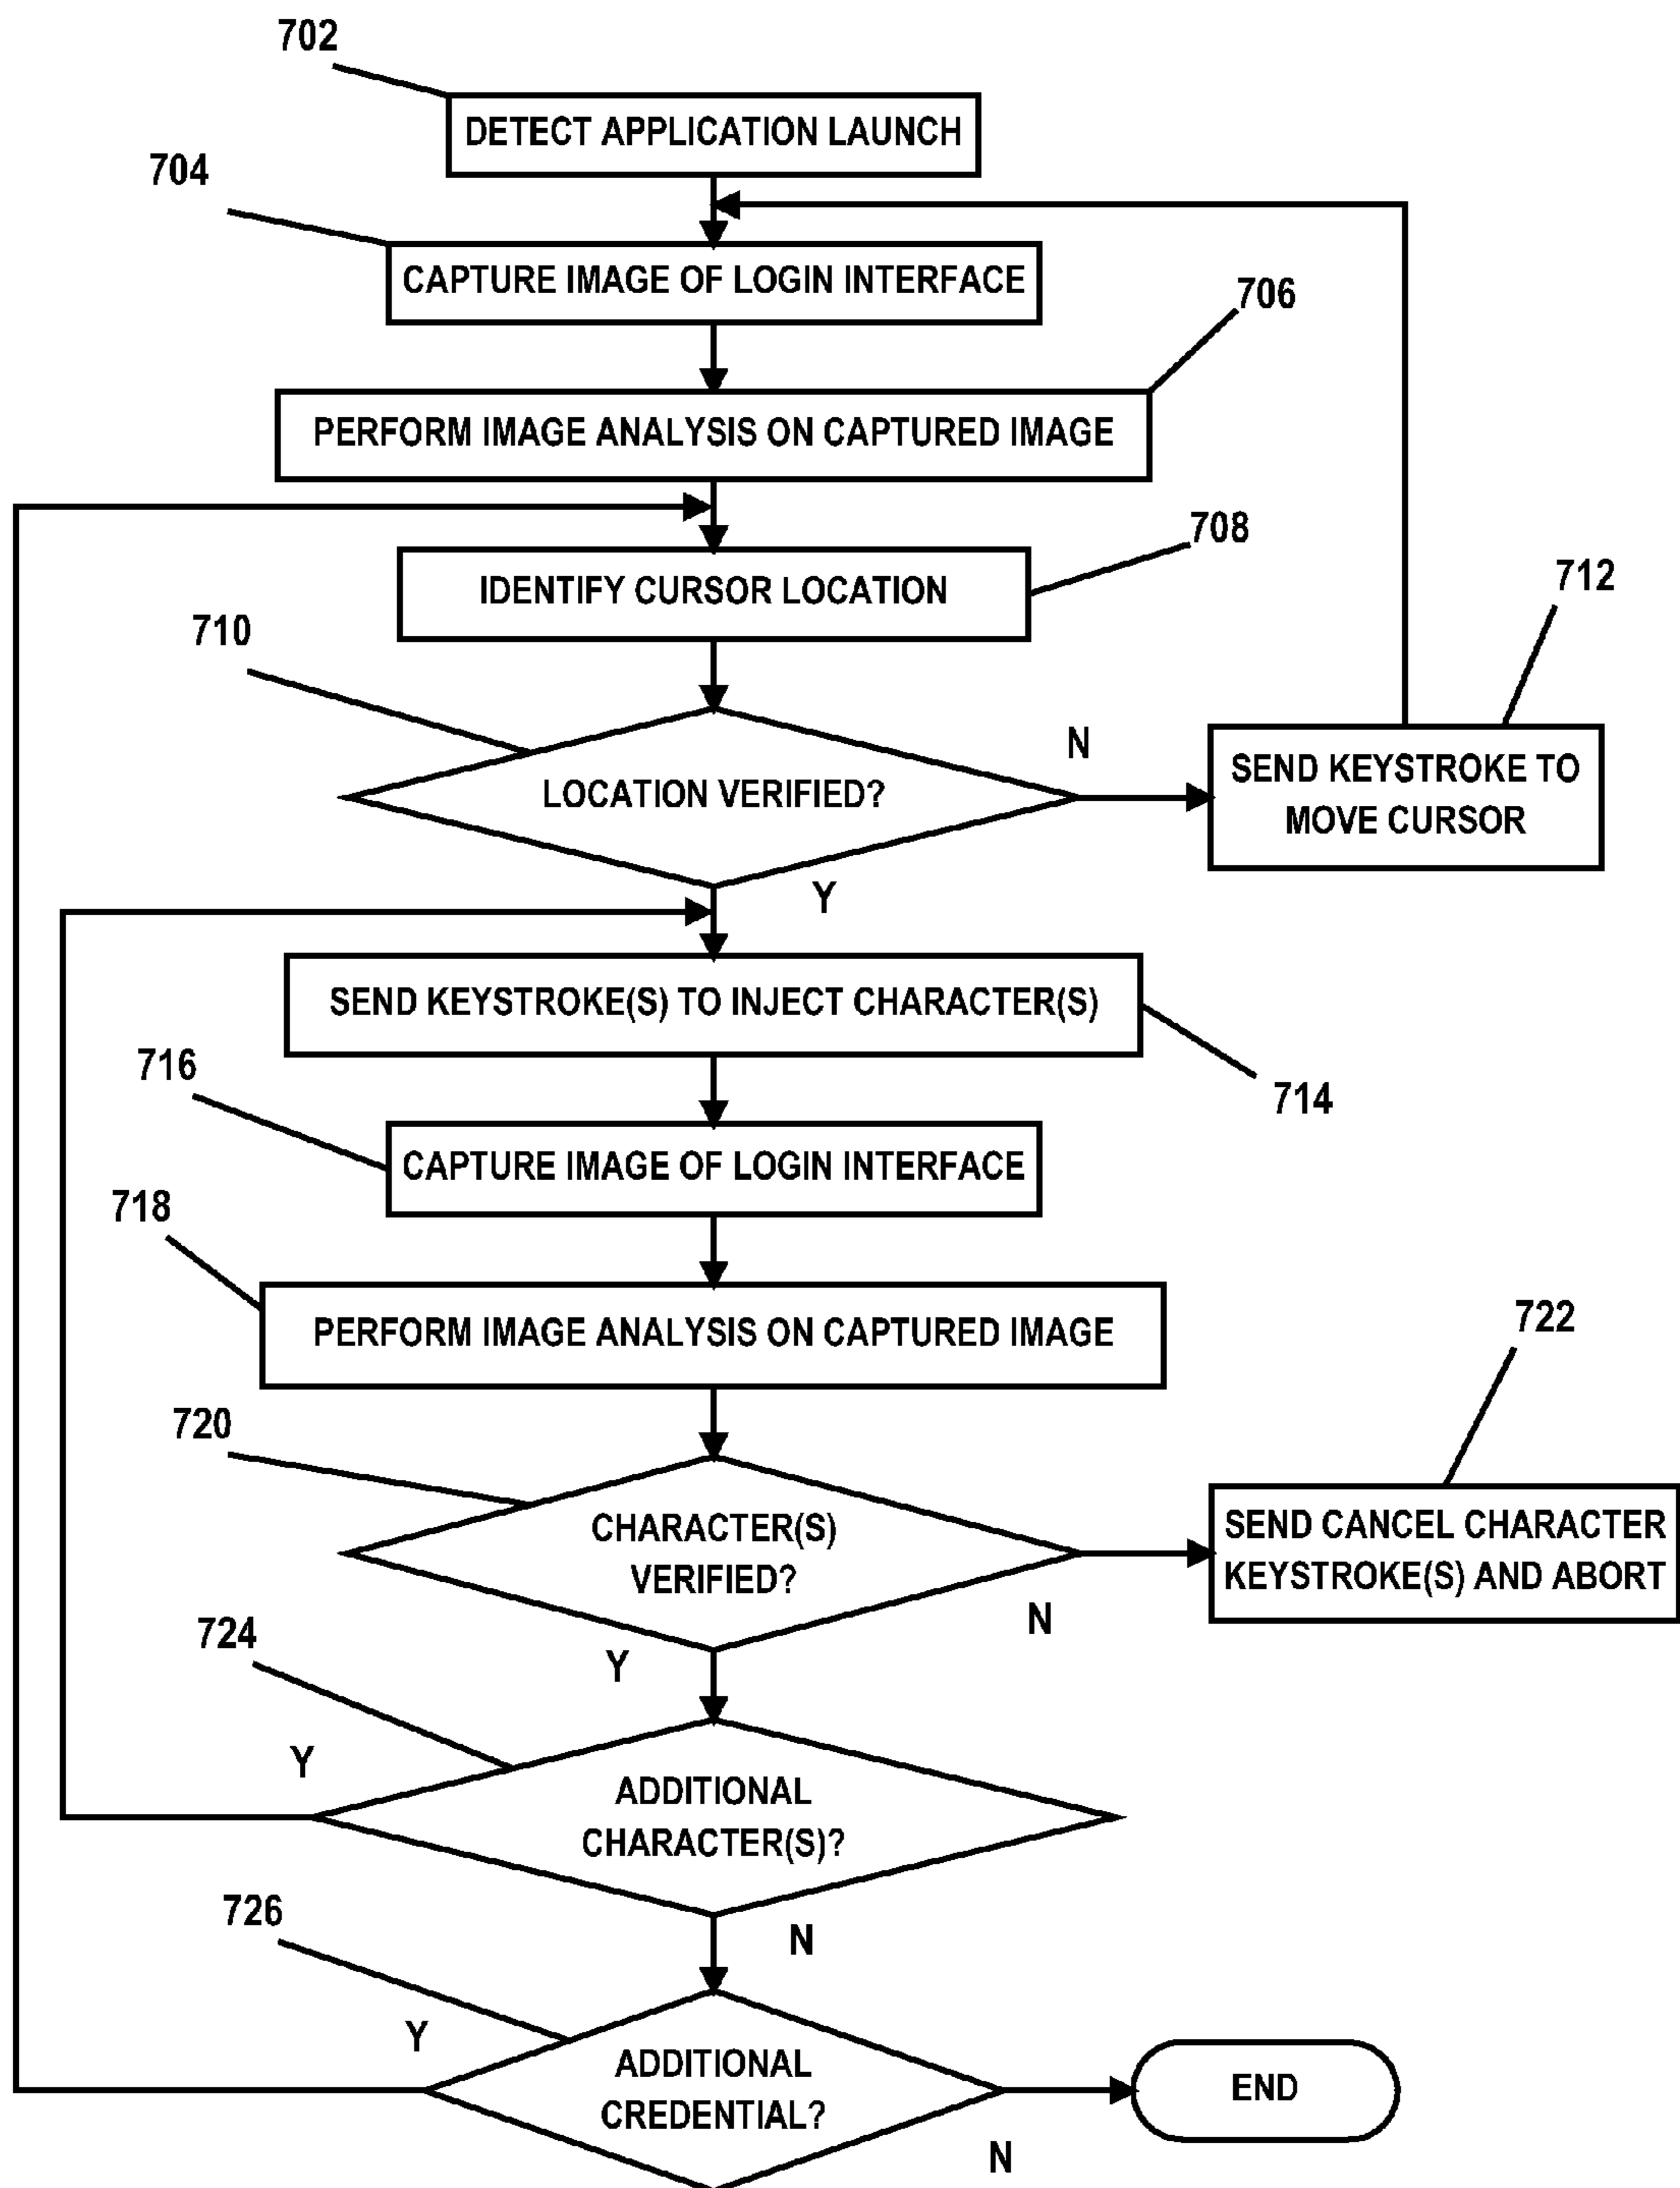 702
DETECT APPLICATION LAUNCH
704
CAPTURE IMAGE OF LOGIN INTERFACE
706
PERFORM IMAGE ANALYSIS ON CAPTURED IMAGE
708
IDENTIFY CURSOR LOCATION
712
710
N
LOCATION VERIFIED?
SEND KEYSTROKE TO
MOVE CURSOR
Y
SEND KEYSTROKE(S) TO INJECT CHARACTER(S)
714
716
CAPTURE IMAGE OF LOGIN INTERFACE
718
PERFORM IMAGE ANALYSIS ON CAPTURED IMAGE
722
720
CHARACTER(S)
VERIFIED?
SEND CANCEL CHARACTER
KEYSTROKE(S) AND ABORT
N
Y
724
Y
ADDITIONAL
CHARACTER(S)?
N
726
Y
ADDITIONAL
CREDENTIAL?
END
N